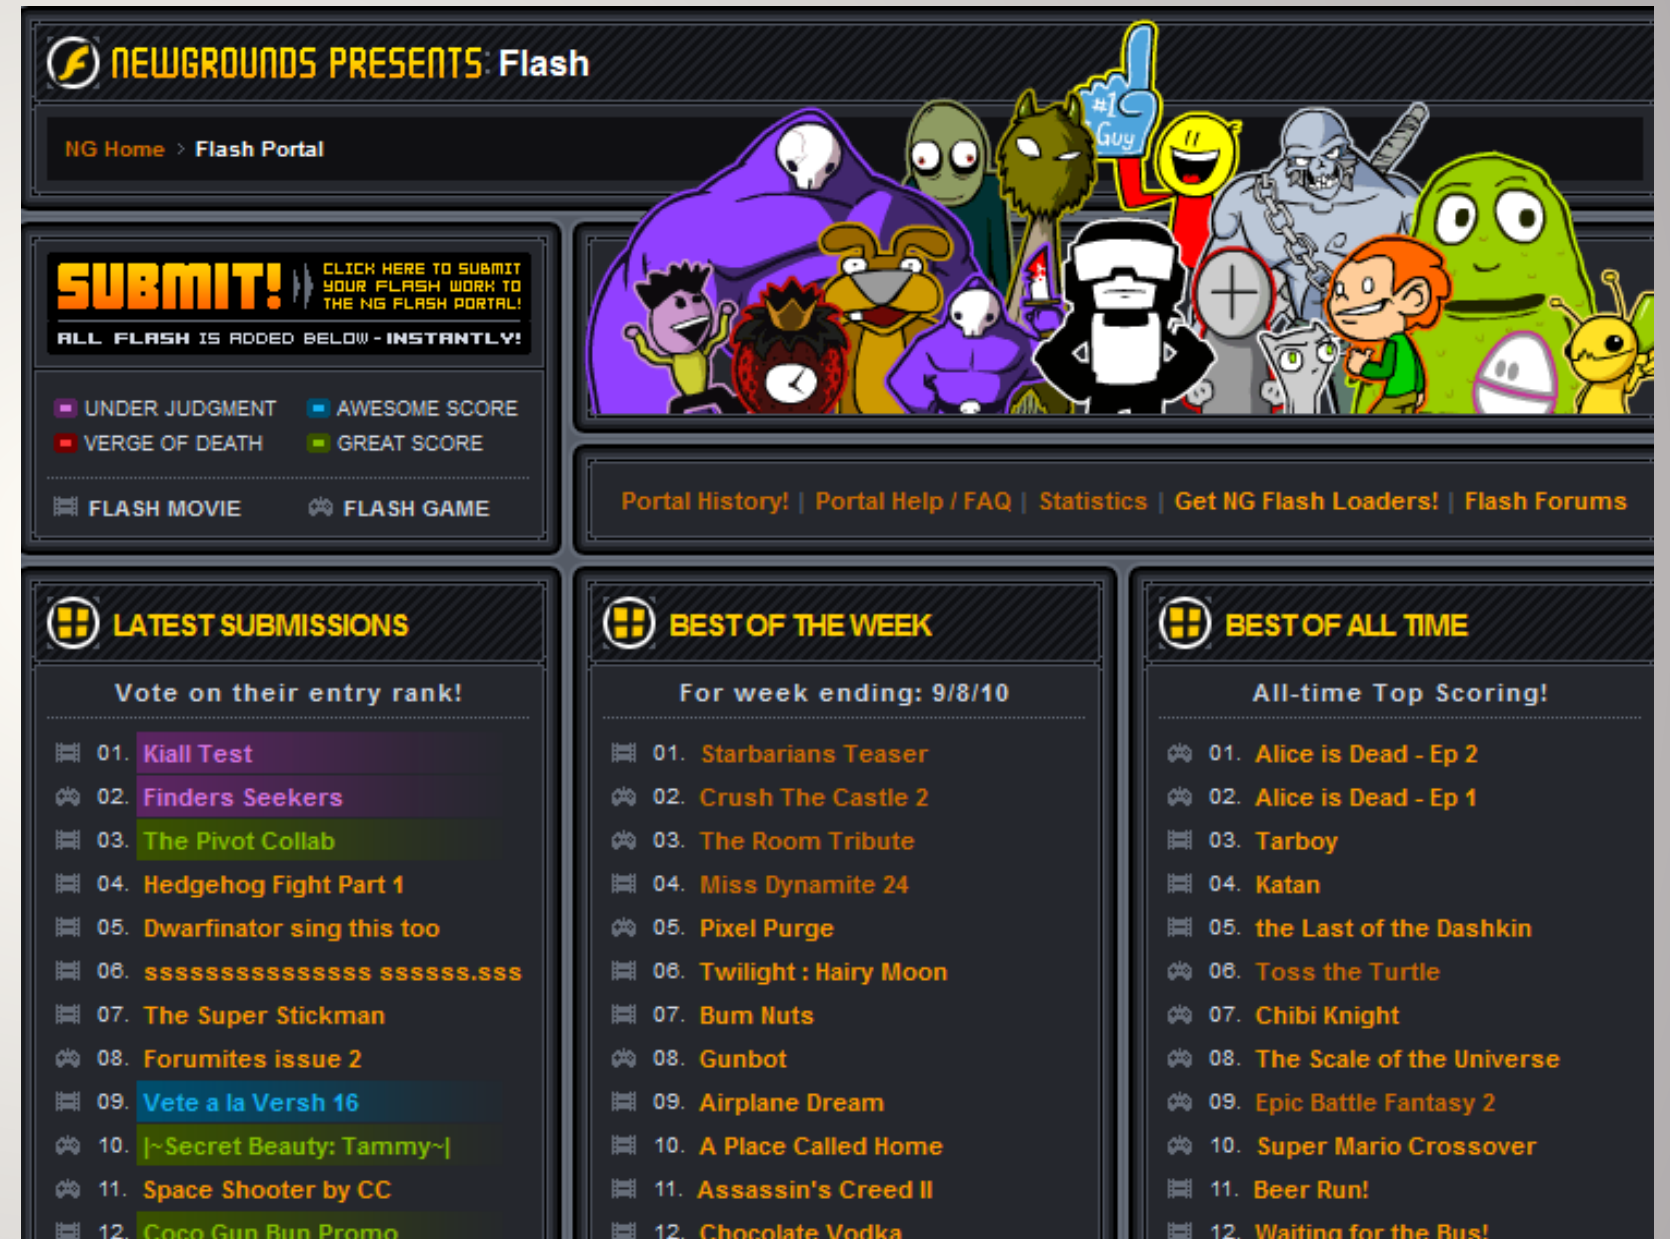 NEWGROUNDS PRESENTS: Flash
#1
Guy
NG Home > Flash Portal
SUBMIT!
CLICK HERE TO SUBMIT
YOUR FLASH WORK TO
THE NG FLASH PORTAL!
ALL FLASH IS ADDED BELOW - INSTANTLY!
UNDER JUDGMENT
AWESOME SCORE
VERGE OF DEATH
GREAT SCORE
FLASH MOVIE
FLASH GAME
Portal History! | Portal Help / FAQ | Statistics | Get NG Flash Loaders! | Flash Forums
LATEST SUBMISSIONS
Vote on their entry rank!
01. Kiall Test
02. Finders Seekers
03. The Pivot Collab
04. Hedgehog Fight Part 1
05. Dwarfinator sing this too
06. sssssssssssssss ssssss.sss
07. The Super Stickman
08. Forumites issue 2
09. Vete a la Versh 16
10. |~Secret Beauty: Tammy~|
11. Space Shooter by CC
12. Coco Gun Bun Promo
BEST OF THE WEEK
For week ending: 9/8/10
01. Starbarians Teaser
02. Crush The Castle 2
03. The Room Tribute
04. Miss Dynamite 24
05. Pixel Purge
06. Twilight : Hairy Moon
07. Bum Nuts
08. Gunbot
09. Airplane Dream
10. A Place Called Home
11. Assassin's Creed II
12. Chocolate Vodka
BEST OF ALL TIME
All-time Top Scoring!
01. Alice is Dead - Ep 2
02. Alice is Dead - Ep 1
03. Tarboy
04. Katan
05. the Last of the Dashkin
06. Toss the Turtle
07. Chibi Knight
08. The Scale of the Universe
09. Epic Battle Fantasy 2
10. Super Mario Crossover
11. Beer Run!
12. Waiting for the Bus!